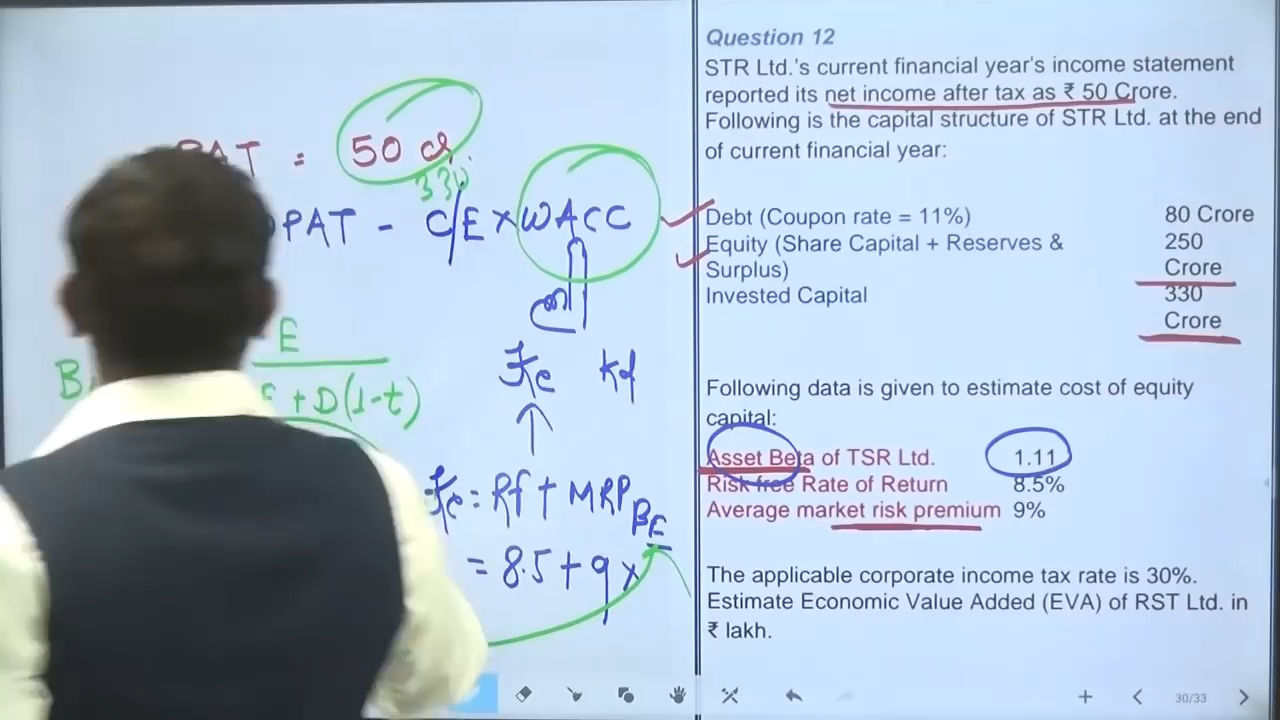 PAT = 50 cr
330
PAT - C/E × WACC
Ke Kd
E
+ D(1-t)
Ke = Rf + MRP BE
= 8.5 + 9 ×
Question 12
STR Ltd.'s current financial year's income statement
reported its net income after tax as ₹ 50 Crore.
Following is the capital structure of STR Ltd. at the end
of current financial year:
Debt (Coupon rate = 11%) 80 Crore
Equity (Share Capital + Reserves & 250
Surplus) Crore
Invested Capital 330
Crore
Following data is given to estimate cost of equity
capital:
Asset Beta of TSR Ltd. 1.11
Risk free Rate of Return 8.5%
Average market risk premium 9%
The applicable corporate income tax rate is 30%.
Estimate Economic Value Added (EVA) of RST Ltd. in
₹ lakh.
30/33